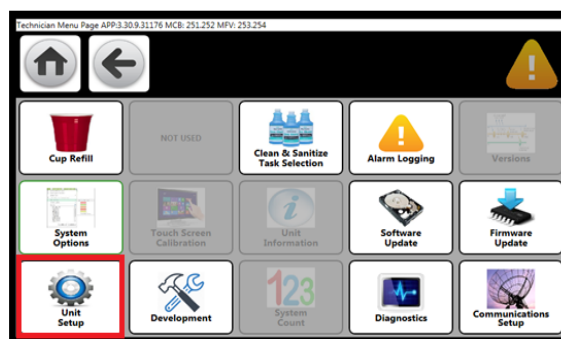 Technician Menu Page APP:3.30.9.31176 MCB: 251.252 MFV: 253.254
Cup Refill
NOT USED
Clean & Sanitize
Task Selection
Alarm Logging
Versions
System
Options
Touch Screen
Calibration
Unit
Information
Software
Update
Firmware
Update
Unit
Setup
Development
123
System
Count
Diagnostics
Communications
Setup